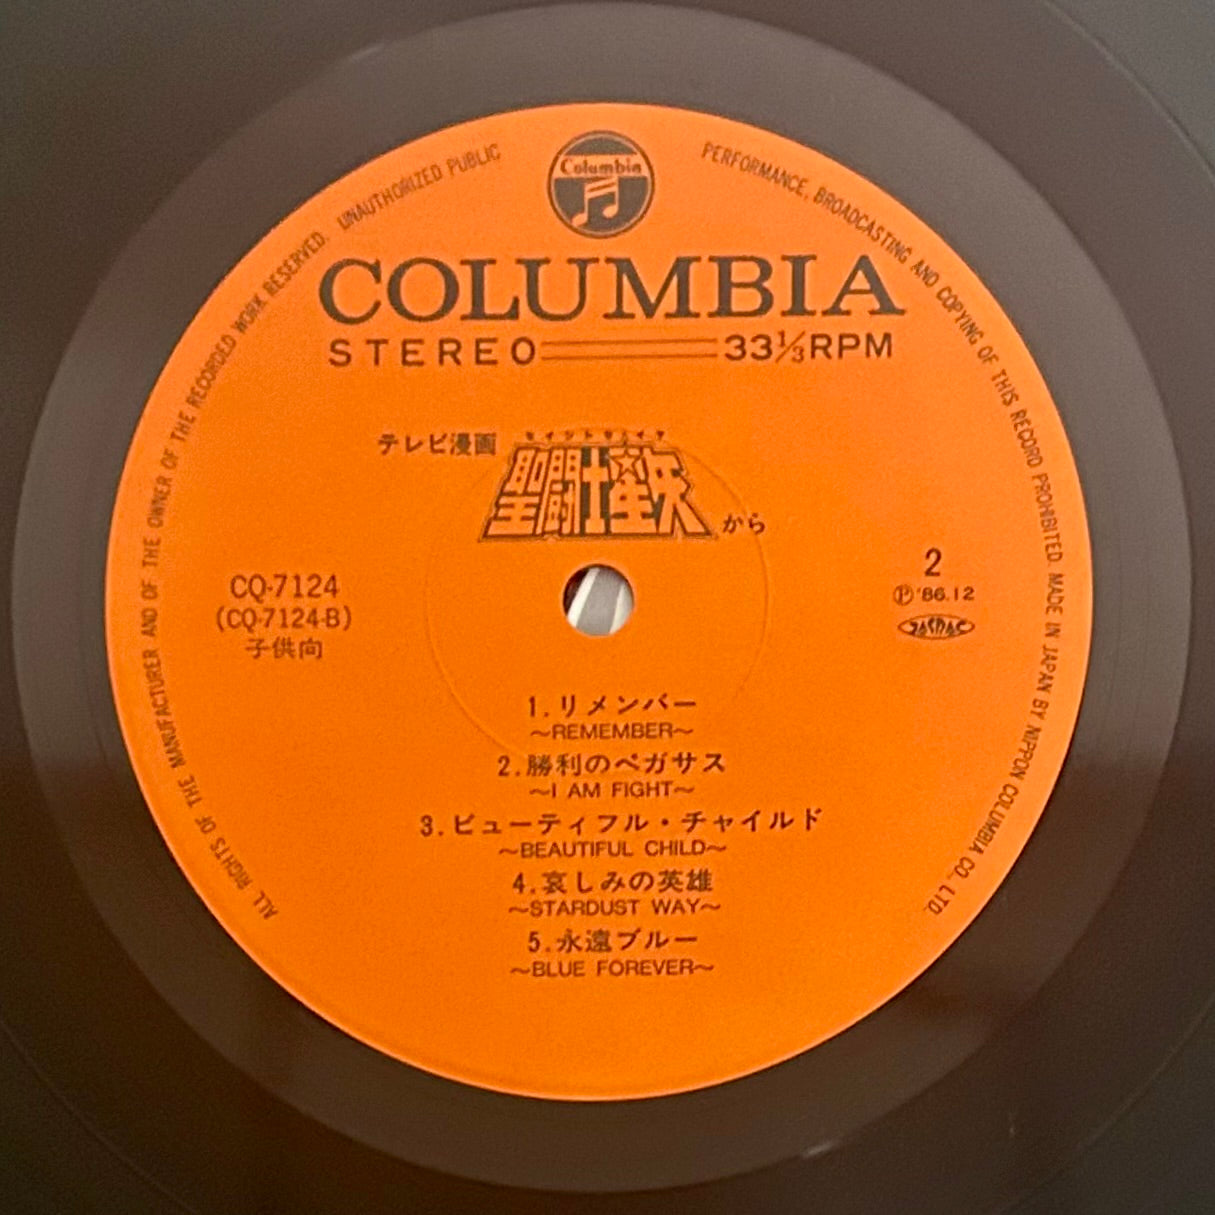 Columbia
COLUMBIA
STEREO 33⅓RPM
テレビ漫画
セイントセイヤ
聖闘士星矢
から
CQ-7124
(CQ-7124-B)
子供向
2
Ⓟ'86.12
JASRAC
1.リメンバー
〜REMEMBER〜
2.勝利のペガサス
〜I AM FIGHT〜
3.ビューティフル・チャイルド
〜BEAUTIFUL CHILD〜
4.哀しみの英雄
〜STARDUST WAY〜
5.永遠ブルー
〜BLUE FOREVER〜
ALL RIGHTS OF THE MANUFACTURER AND OF THE OWNER OF THE RECORDED WORK RESERVED. UNAUTHORIZED PUBLIC PERFORMANCE, BROADCASTING AND COPYING OF THIS RECORD PROHIBITED. MADE IN JAPAN BY NIPPON COLUMBIA CO., LTD.